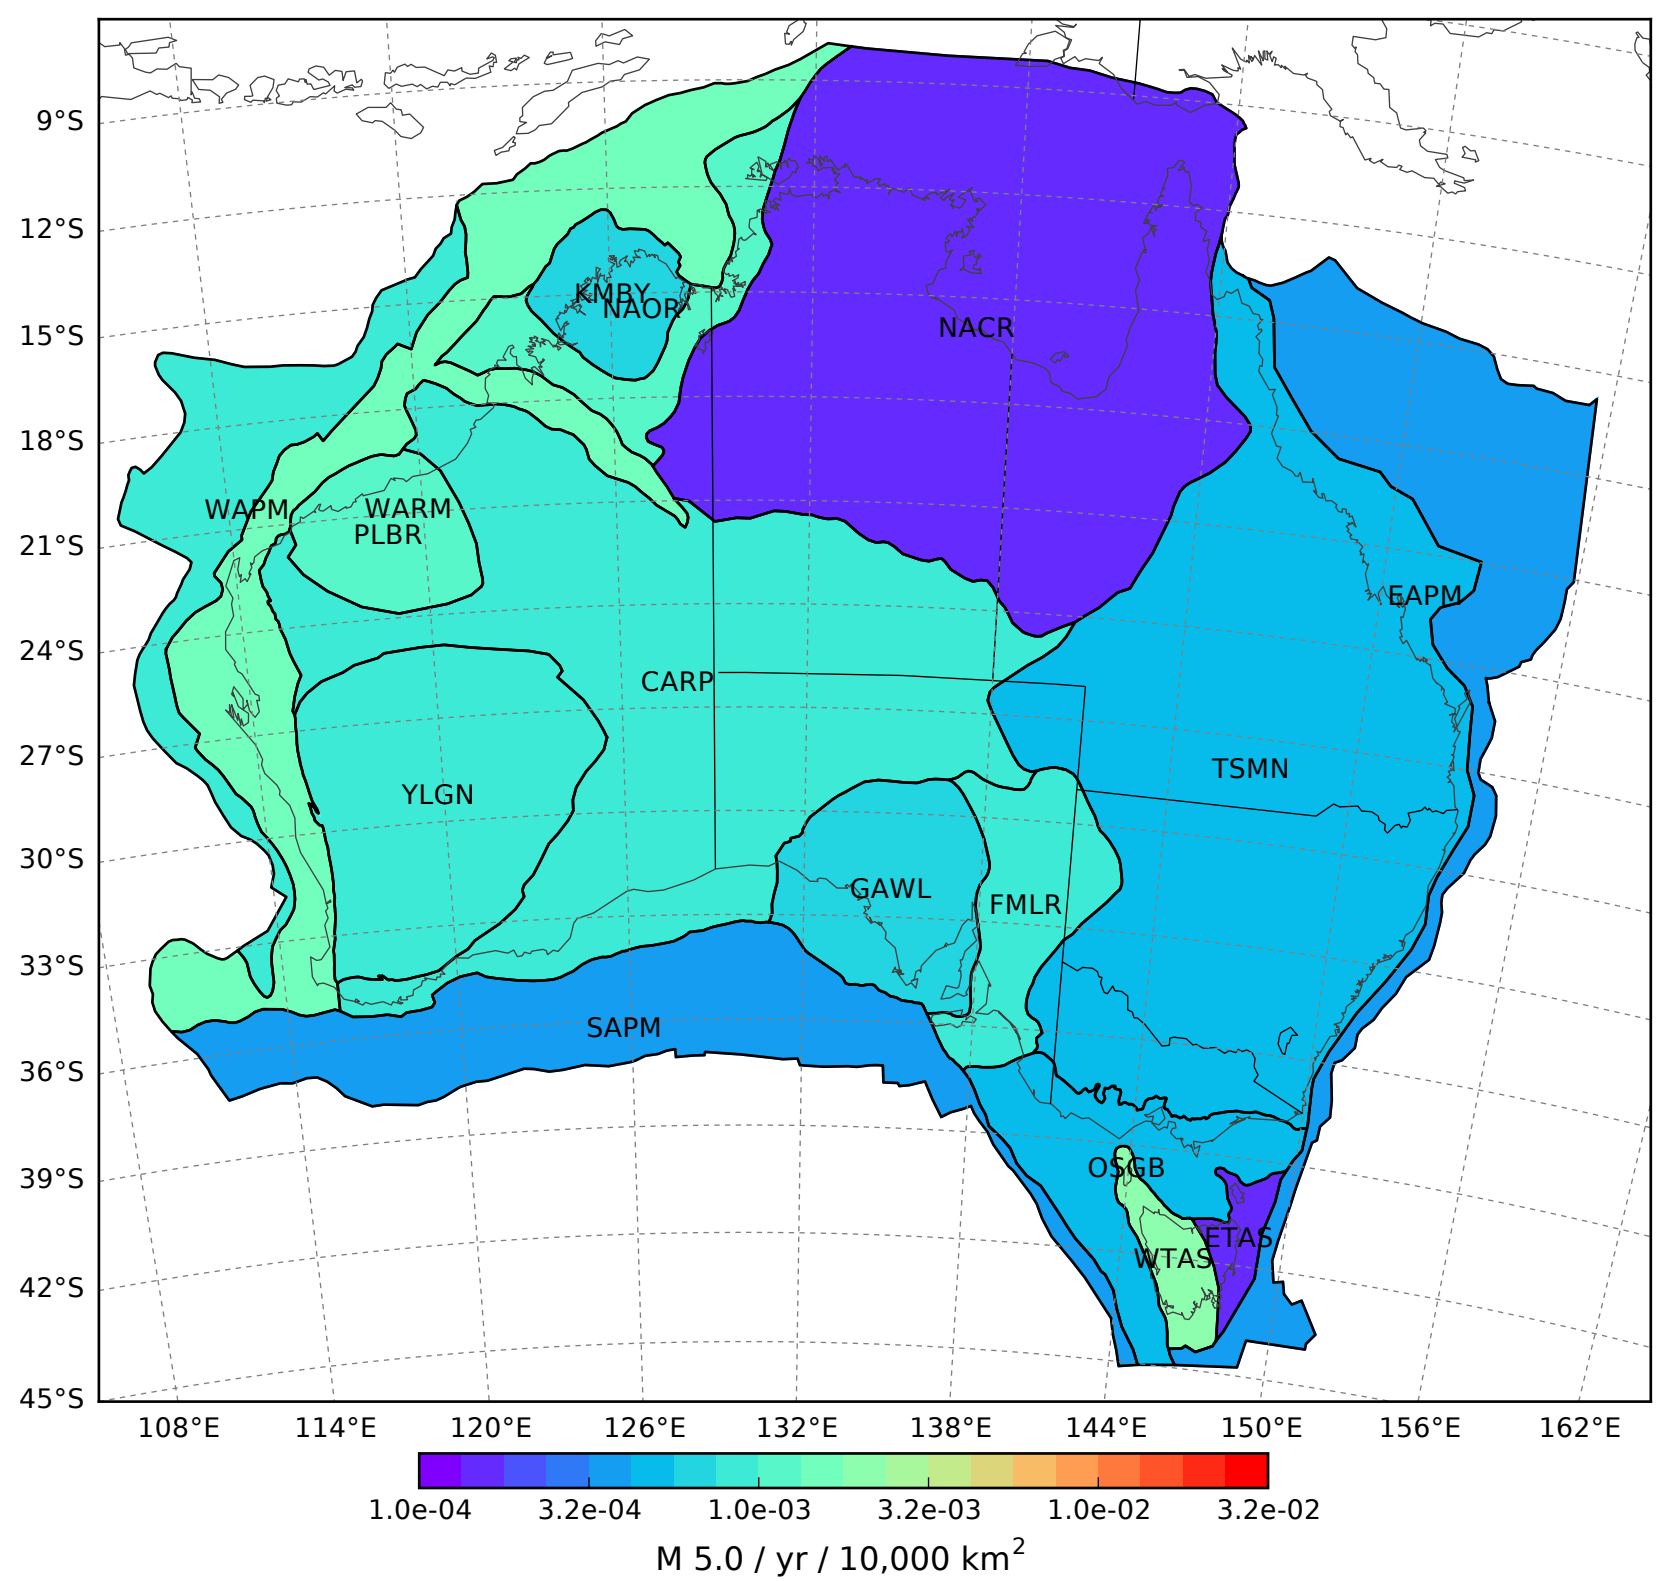 9°S
12°S
KMBY
NAOR
NACR
15°S
18°S
WAPM
WARM
PLBR
21°S
EAPM
24°S
CARP
27°S
TSMN
YLGN
30°S
GAWL
FMLR
33°S
SAPM
36°S
39°S
OSGB
ETAS
WTAS
42°S
45°S
108°E 114°E 120°E 126°E 132°E 138°E 144°E 150°E 156°E 162°E
1.0e-04 3.2e-04 1.0e-03 3.2e-03 1.0e-02 3.2e-02
M 5.0 / yr / 10,000 km²